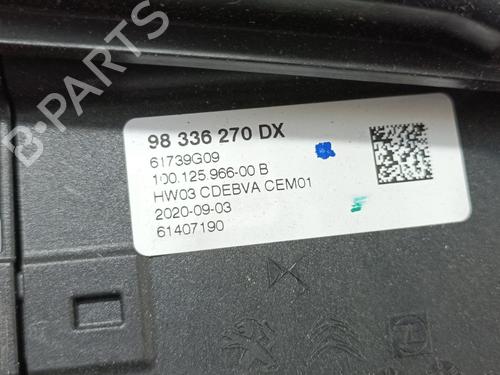 B-Parts
98 336 270 DX
61739G09
100.125.966-00 B
HW03 CDEBVA CEM01
2020-09-03
61407190